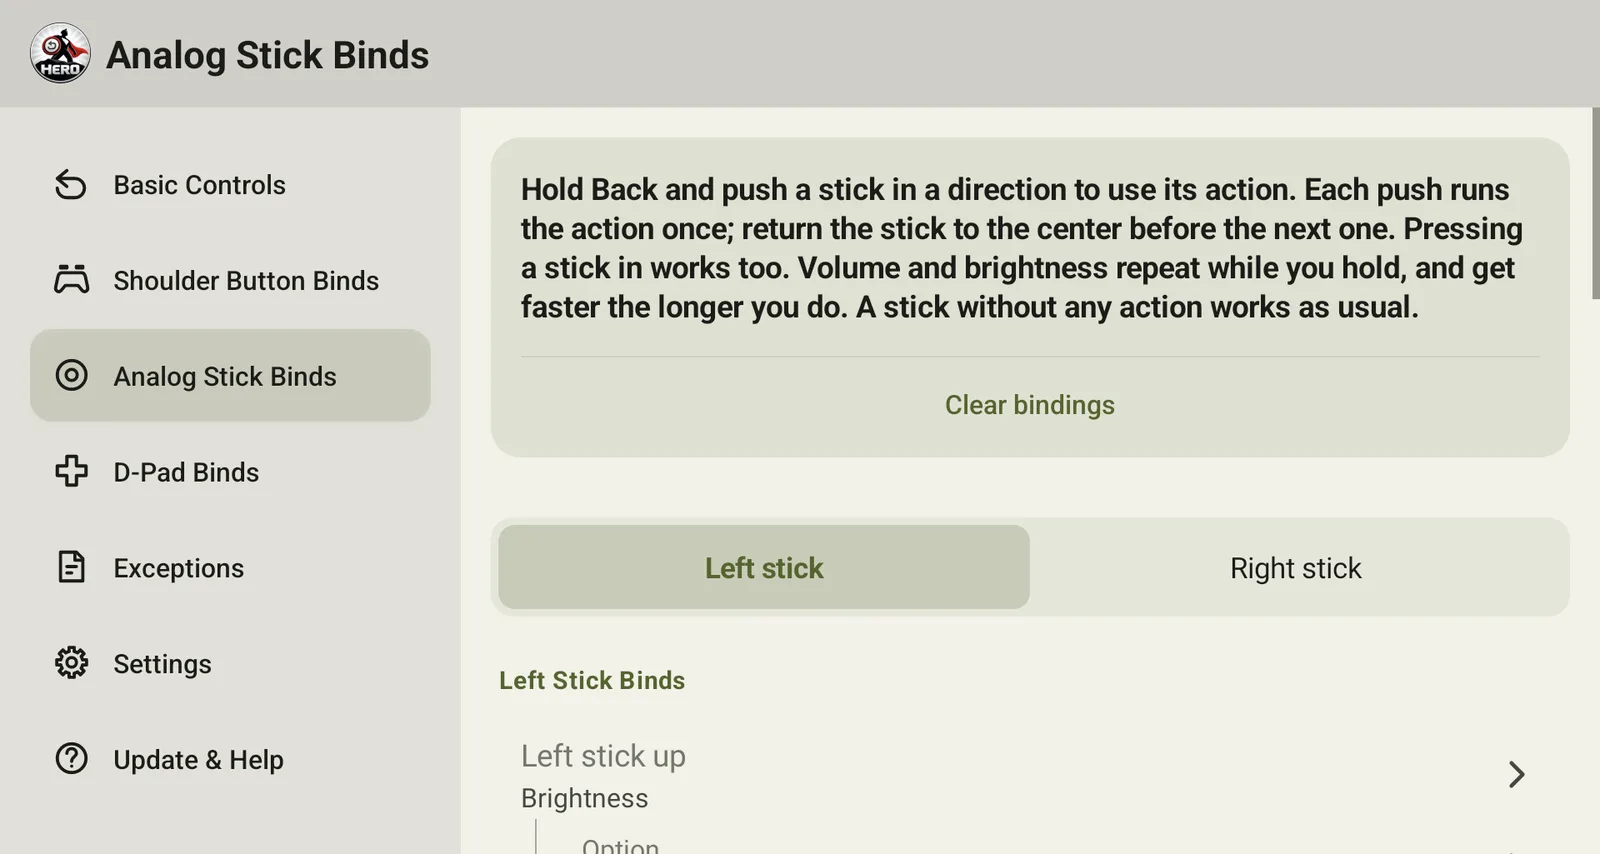 HERO
Analog Stick Binds
Basic Controls
Shoulder Button Binds
Analog Stick Binds
D-Pad Binds
Exceptions
Settings
Update & Help
Hold Back and push a stick in a direction to use its action. Each push runs
the action once; return the stick to the center before the next one. Pressing
a stick in works too. Volume and brightness repeat while you hold, and get
faster the longer you do. A stick without any action works as usual.
Clear bindings
Left stick
Right stick
Left Stick Binds
Left stick up
Brightness
Option